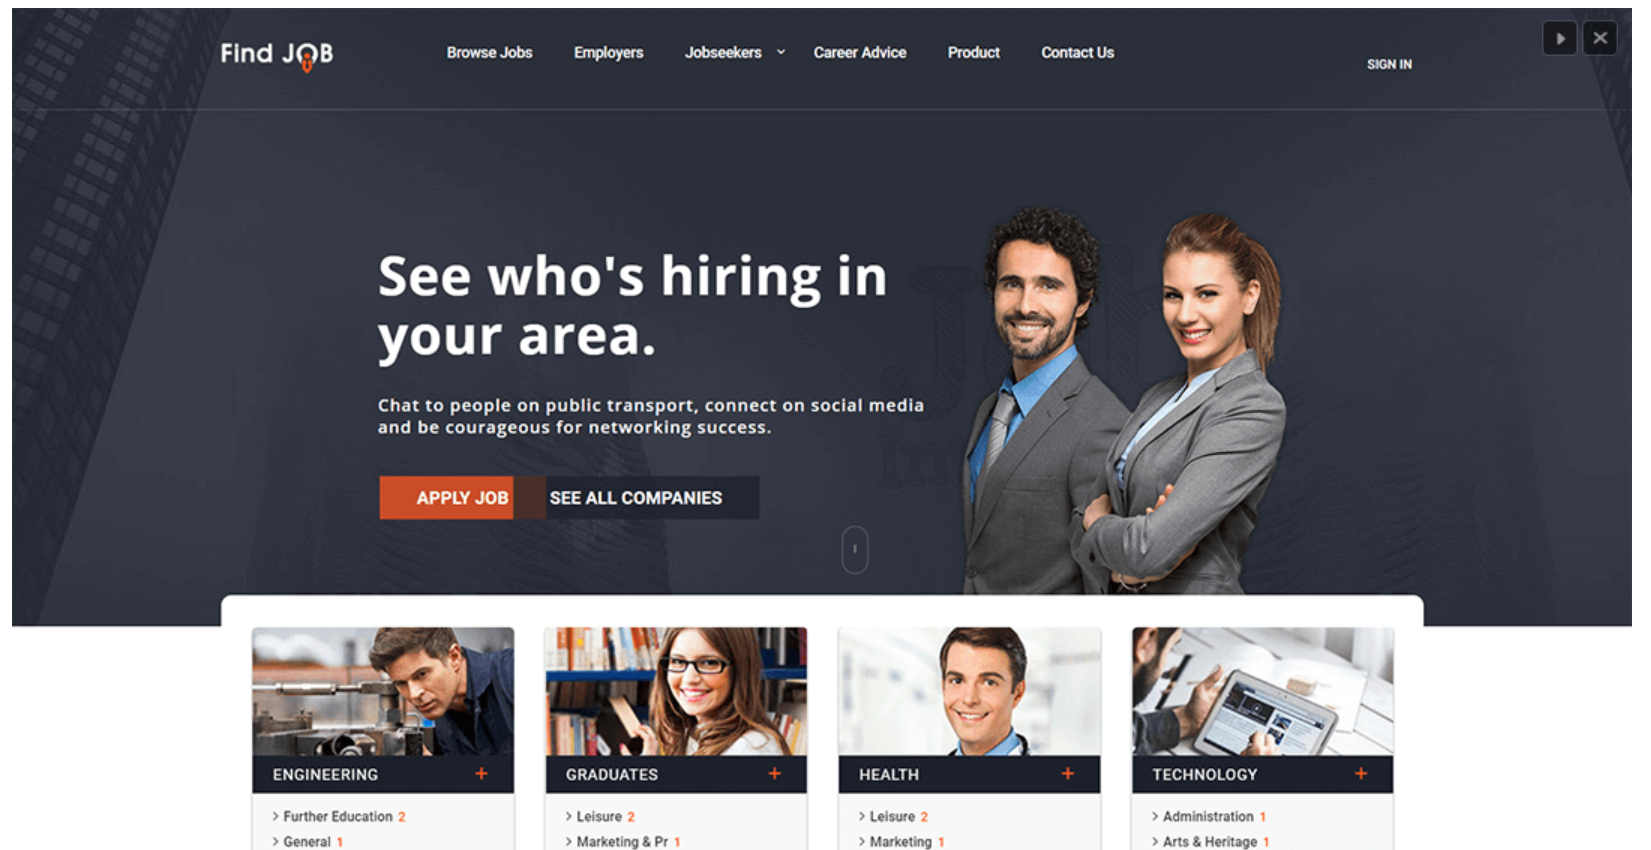 Find JOB
Browse Jobs Employers Jobseekers Career Advice Product Contact Us
SIGN IN
See who's hiring in
your area.
Chat to people on public transport, connect on social media
and be courageous for networking success.
APPLY JOB SEE ALL COMPANIES
ENGINEERING +
> Further Education 2
> General 1
GRADUATES +
> Leisure 2
> Marketing & Pr 1
HEALTH +
> Leisure 2
> Marketing 1
TECHNOLOGY +
> Administration 1
> Arts & Heritage 1